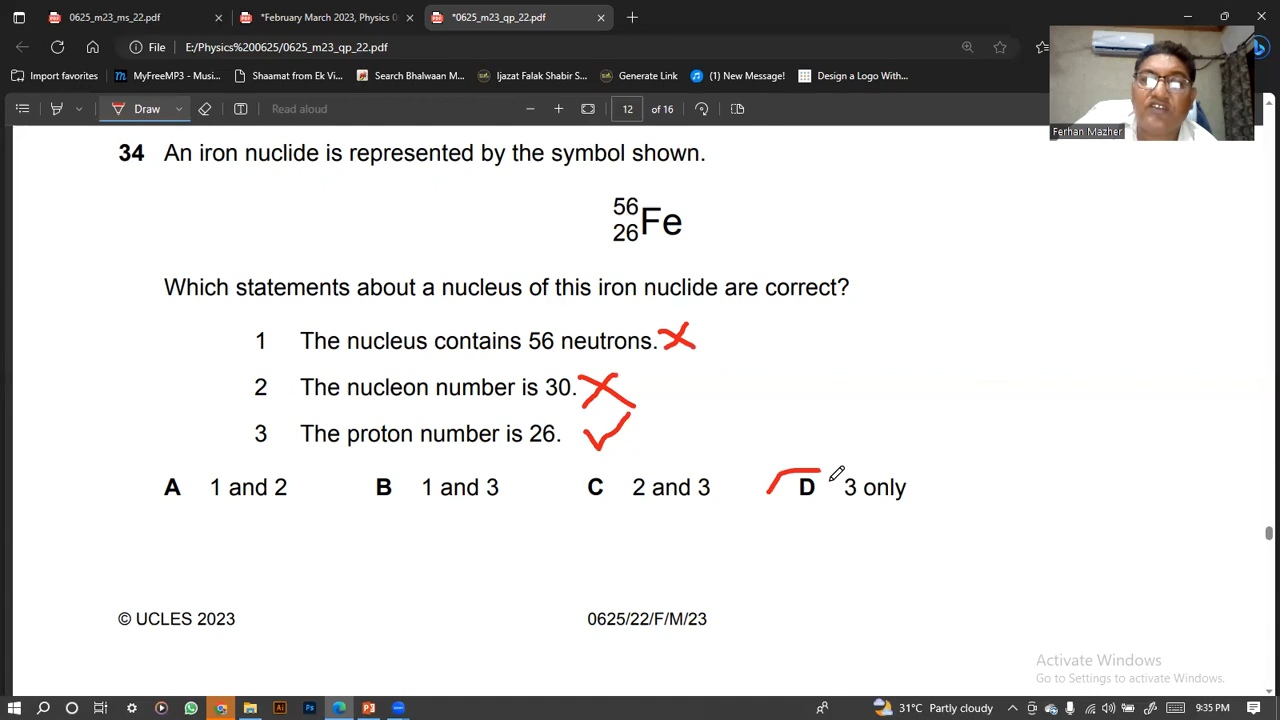 0625_m23_ms_22.pdf
*February March 2023, Physics 0
*0625_m23_qp_22.pdf
File
E:/Physics%200625/0625_m23_qp_22.pdf
Import favorites
MyFreeMP3 - Musi...
Shaamat from Ek Vi...
Search Bhalwaan M...
Ijazat Falak Shabir S...
Generate Link
(1) New Message!
Design a Logo With...
Draw
Read aloud
12
of 16
Ferhan Mazher
34 An iron nuclide is represented by the symbol shown.
56
26 Fe
Which statements about a nucleus of this iron nuclide are correct?
1 The nucleus contains 56 neutrons.
2 The nucleon number is 30.
3 The proton number is 26.
A 1 and 2 B 1 and 3 C 2 and 3 D 3 only
© UCLES 2023
0625/22/F/M/23
Activate Windows
Go to Settings to activate Windows.
31°C Partly cloudy
9:35 PM